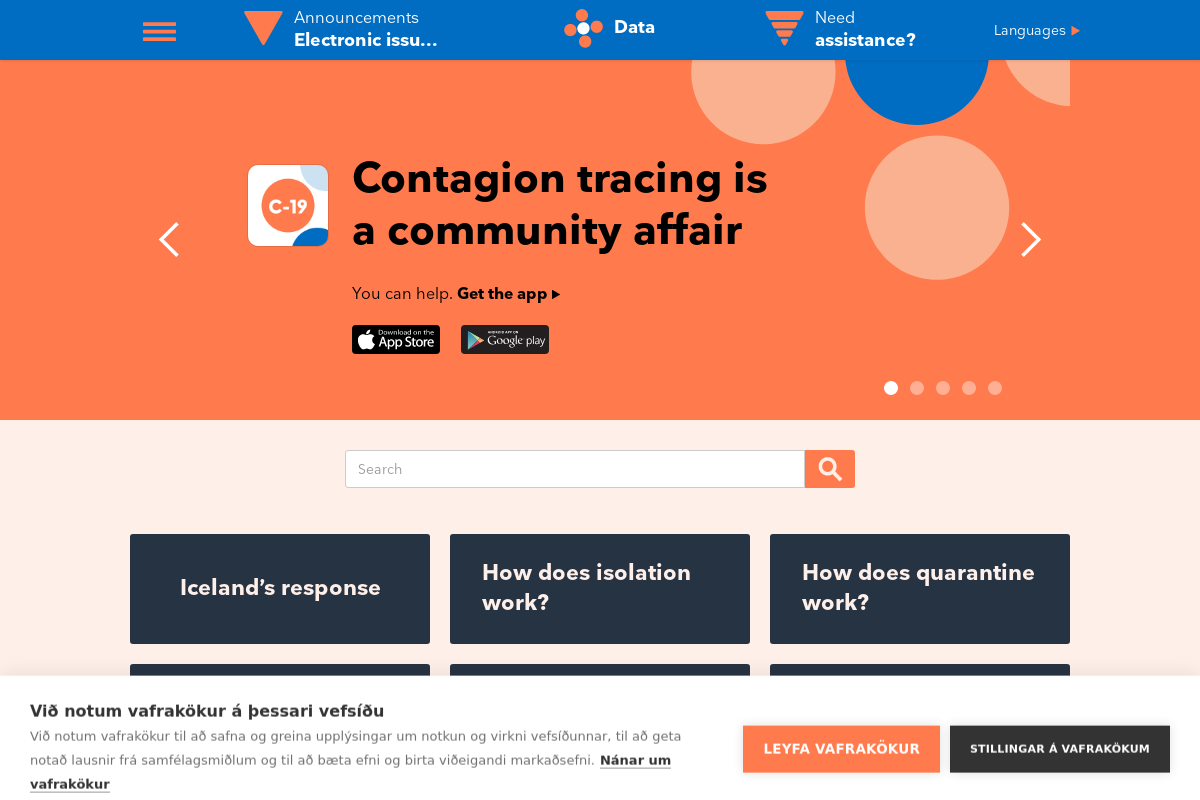 Announcements
Electronic issu...
Data
Need
assistance?
Languages
C-19
Contagion tracing is
a community affair
You can help. Get the app
Download on the
App Store
ANDROID APP ON
Google play
Search
Iceland's response
How does isolation
work?
How does quarantine
work?
Við notum vafrakökur á þessari vefsíðu
Við notum vafrakökur til að safna og greina upplýsingar um notkun og virkni vefsíðunnar, til að geta
notað lausnir frá samfélagsmiðlum og til að bæta efni og birta viðeigandi markaðsefni. Nánar um
vafrakökur
LEYFA VAFRAKÖKUR
STILLINGAR Á VAFRAKÖKUM